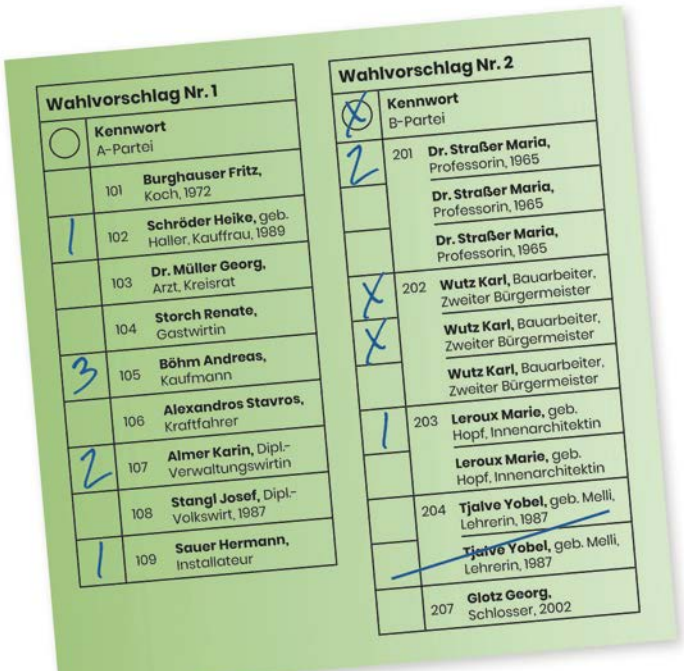 Wahlvorschlag Nr. 1
Kennwort
A-Partei
101 Burghauser Fritz,
Koch, 1972
1 102 Schröder Heike, geb.
Haller, Kauffrau, 1989
103 Dr. Müller Georg,
Arzt, Kreisrat
104 Storch Renate,
Gastwirtin
3 105 Böhm Andreas,
Kaufmann
106 Alexandros Stavros,
Kraftfahrer
2 107 Almer Karin, Dipl.-
Verwaltungswirtin
108 Stangl Josef, Dipl.-
Volkswirt, 1987
1 109 Sauer Hermann,
Installateur
Wahlvorschlag Nr. 2
X Kennwort
B-Partei
2 201 Dr. Straßer Maria,
Professorin, 1965
Dr. Straßer Maria,
Professorin, 1965
Dr. Straßer Maria,
Professorin, 1965
X 202 Wutz Karl, Bauarbeiter,
Zweiter Bürgermeister
X Wutz Karl, Bauarbeiter,
Zweiter Bürgermeister
Wutz Karl, Bauarbeiter,
Zweiter Bürgermeister
1 203 Leroux Marie, geb.
Hopf, Innenarchitektin
Leroux Marie, geb.
Hopf, Innenarchitektin
204 Tjalve Yobel, geb. Melli,
Lehrerin, 1987
Tjalve Yobel, geb. Melli,
Lehrerin, 1987
207 Glotz Georg,
Schlosser, 2002